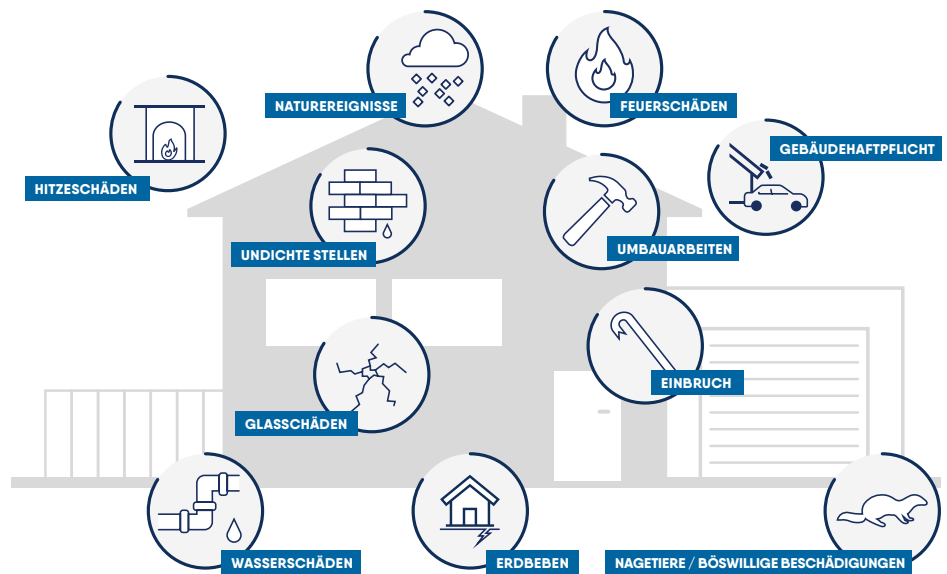 NATUREREIGNISSE
FEUERSCHÄDEN
GEBÄUDEHAFTPFLICHT
HITZESCHÄDEN
UNDICHTE STELLEN
UMBAUARBEITEN
EINBRUCH
GLASSCHÄDEN
WASSERSCHÄDEN
ERDBEBEN
NAGETIERE / BÖSWILLIGE BESCHÄDIGUNGEN